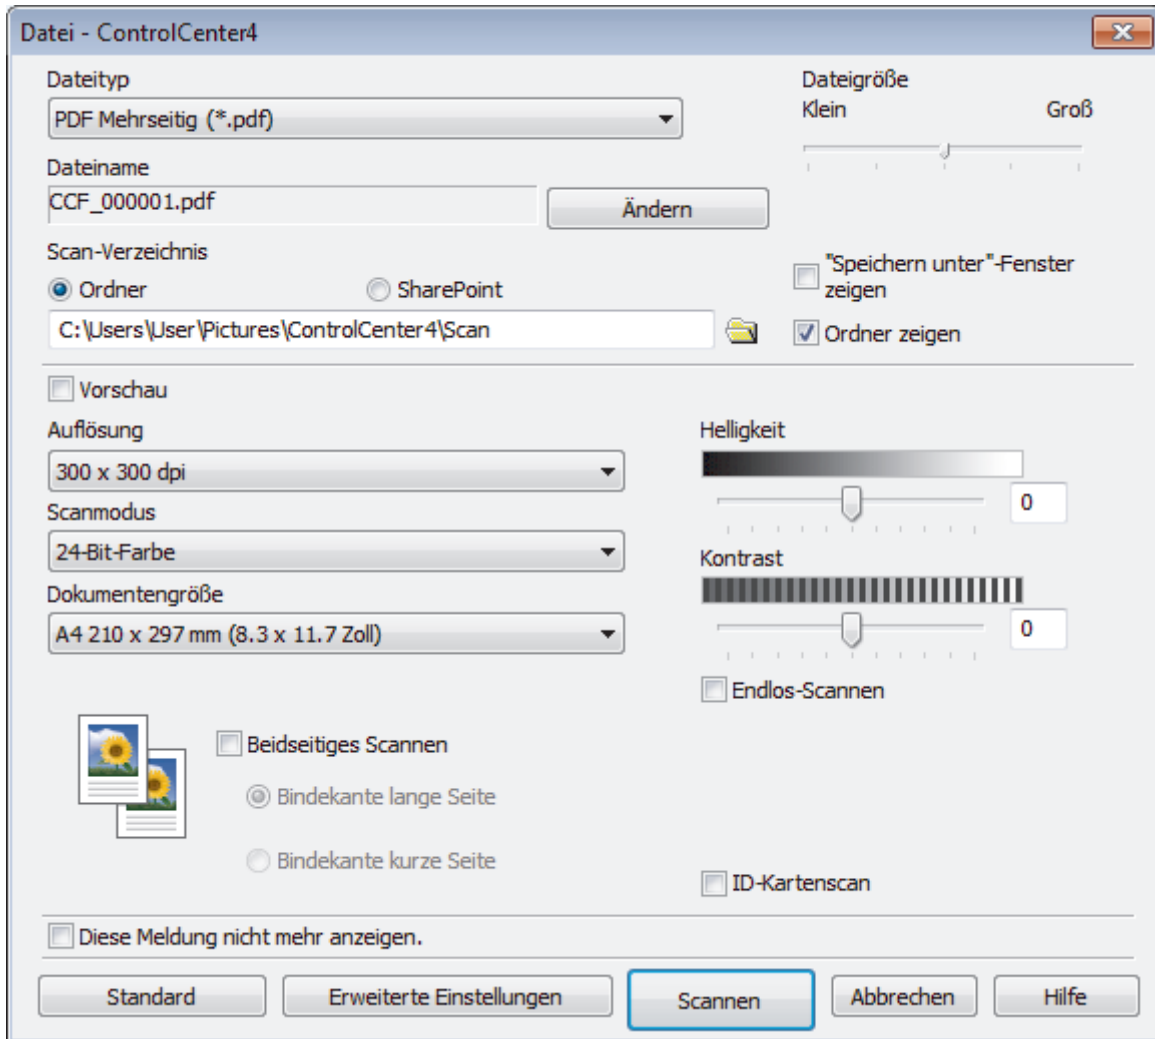 Datei - ControlCenter4
Dateityp
PDF Mehrseitig (*.pdf)
Dateigröße
Klein Groß
Dateiname
CCF_000001.pdf
Ändern
Scan-Verzeichnis
Ordner SharePoint
C:\Users\User\Pictures\ControlCenter4\Scan
"Speichern unter"-Fenster
zeigen
Ordner zeigen
Vorschau
Auflösung
300 x 300 dpi
Scanmodus
24-Bit-Farbe
Dokumentengröße
A4 210 x 297 mm (8.3 x 11.7 Zoll)
Helligkeit
0
Kontrast
0
Endlos-Scannen
Beidseitiges Scannen
Bindekante lange Seite
Bindekante kurze Seite
ID-Kartenscan
Diese Meldung nicht mehr anzeigen.
Standard Erweiterte Einstellungen Scannen Abbrechen Hilfe